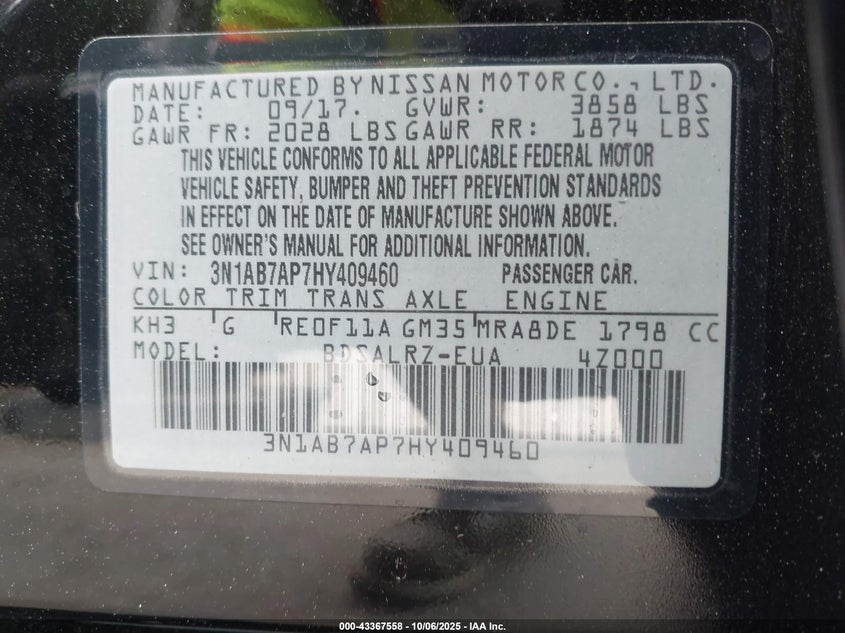 MANUFACTURED BY NISSAN MOTOR CO., LTD.
DATE: 09/17. GVWR: 3858 LBS
GAWR FR: 2028 LBS GAWR RR: 1874 LBS
THIS VEHICLE CONFORMS TO ALL APPLICABLE FEDERAL MOTOR
VEHICLE SAFETY, BUMPER AND THEFT PREVENTION STANDARDS
IN EFFECT ON THE DATE OF MANUFACTURE SHOWN ABOVE.
SEE OWNER'S MANUAL FOR ADDITIONAL INFORMATION.
VIN: 3N1AB7AP7HY409460 PASSENGER CAR.
COLOR TRIM TRANS AXLE ENGINE
KH3 G RE0F11A GM35 MRA8DE 1798 CC
MODEL: BDSALRZ-EUA 4Z000
3N1AB7AP7HY409460
000-43367558 - 10/06/2025 - IAA Inc.